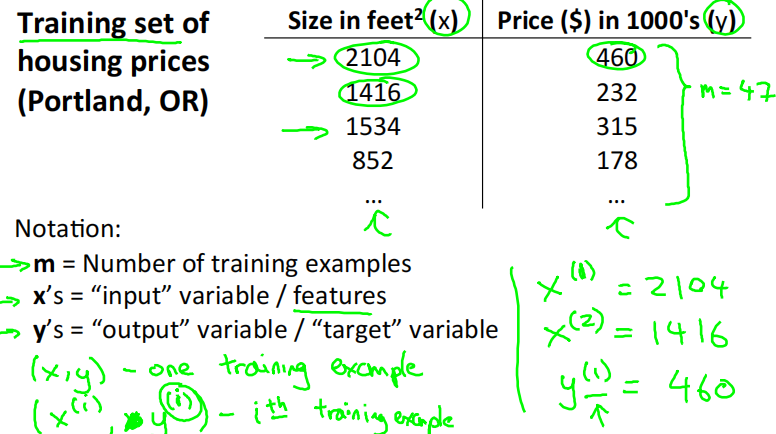 Training set of housing prices (Portland, OR)
Size in feet² (x) Price ($) in 1000's (y)
2104 460
1416 232
1534 315
852 178
... ...
m = 47
Notation:
m = Number of training examples
x's = “input” variable / features
y's = “output” variable / “target” variable
(x,y) - one training example
(x^(i), y^(i)) - i^th training example
x^(1) = 2104
x^(2) = 1416
y^(1) = 460